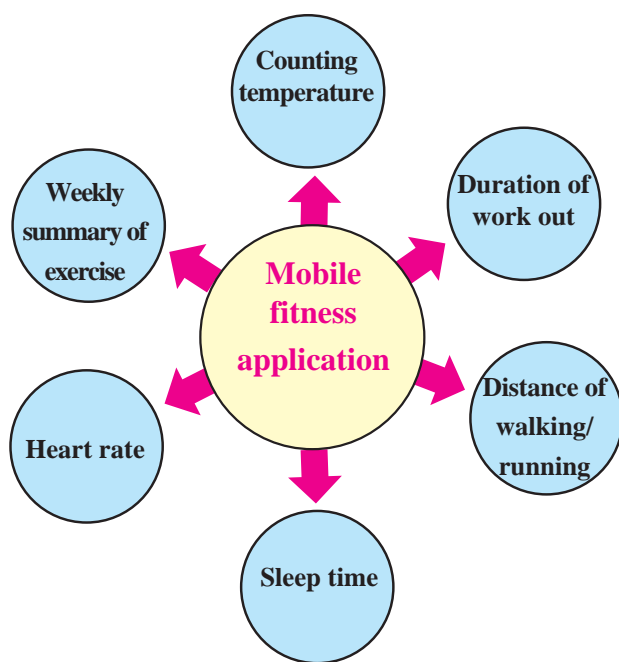 Counting
temperature
Duration of
work out
Weekly
summary of
exercise
Mobile
fitness
application
Distance of
walking/
running
Heart rate
Sleep time